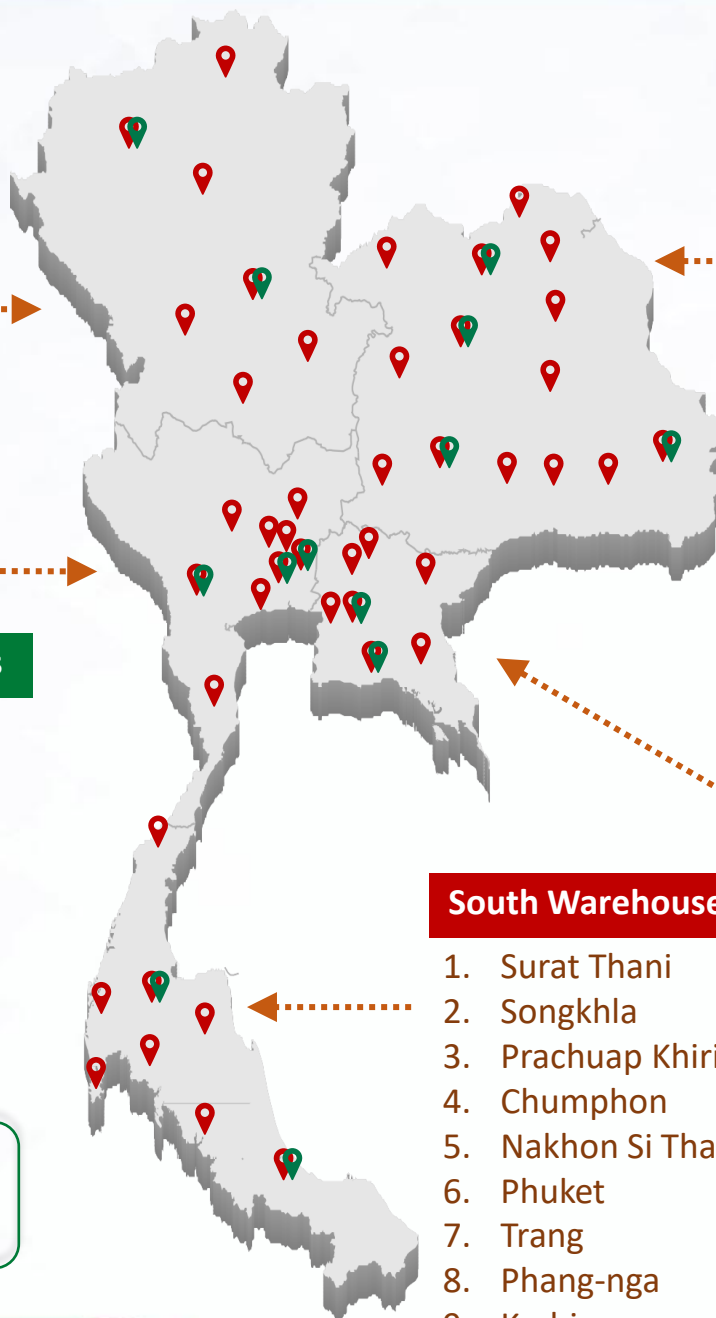 South Warehouse
1. Surat Thani
2. Songkhla
3. Prachuap Khiri
4. Chumphon
5. Nakhon Si Tha
6. Phuket
7. Trang
8. Phang-nga